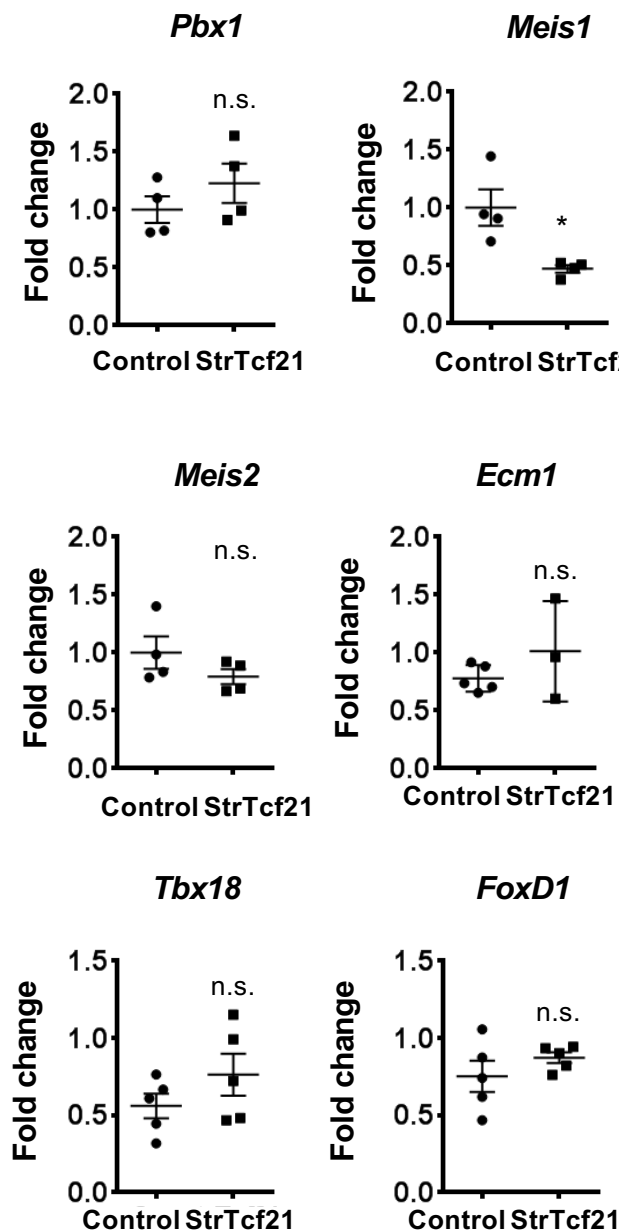 Pbx1
Meis1
2.0
1.5
1.0
0.5
0.0
Fold change
n.s.
Control StrTcf21
2.0
1.5
1.0
0.5
0.0
Fold change
*
Control StrTcf2
Meis2
Ecm1
2.0
1.5
1.0
0.5
0.0
Fold change
n.s.
Control StrTcf21
2.0
1.5
1.0
0.5
0.0
Fold change
n.s.
Control StrTcf21
Tbx18
FoxD1
1.5
1.0
0.5
0.0
Fold change
n.s.
Control StrTcf21
1.5
1.0
0.5
0.0
Fold change
n.s.
Control StrTcf21